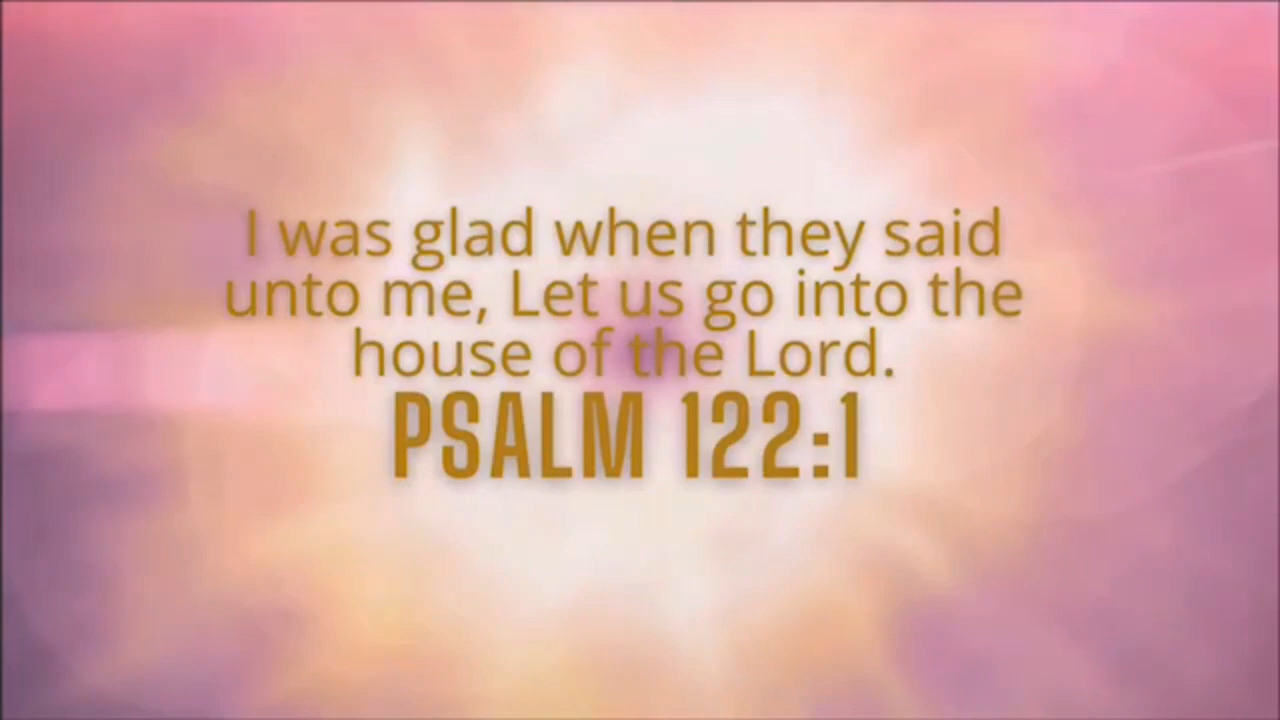 I was glad when they said
unto me, Let us go into the
house of the Lord.
PSALM 122:1